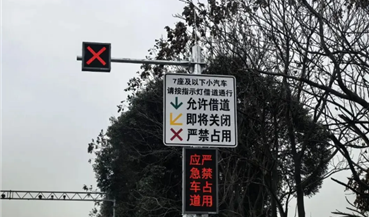 7座及以下小汽车
请按指示灯借道通行
允许借道
即将关闭
严禁占用
严禁占用
应急车道